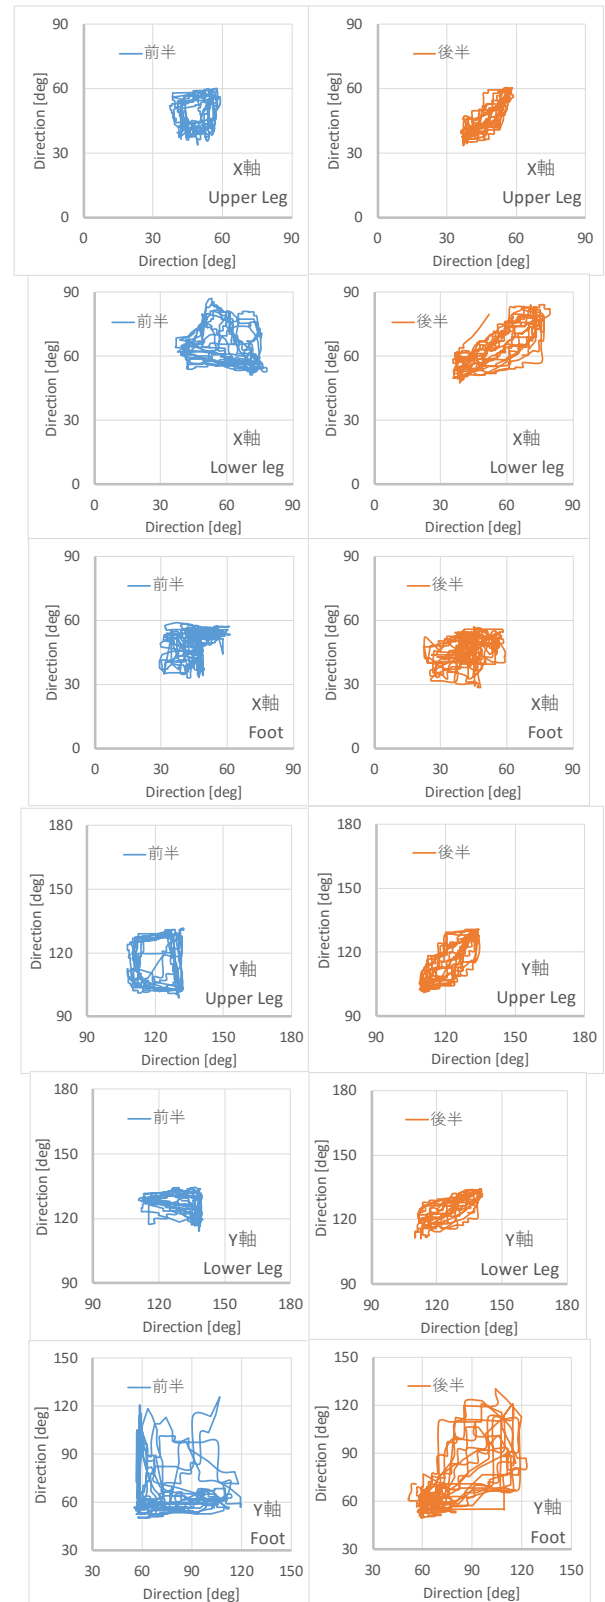 90 前半
60
30 X軸
0 Upper Leg
0 30 60 90
Direction [deg]
Direction [deg]
90 後半
60
30 X軸
0 Upper Leg
0 30 60 90
Direction [deg]
Direction [deg]
90 前半
60
30 X軸
0 Lower leg
0 30 60 90
Direction [deg]
Direction [deg]
90 後半
60
30 X軸
0 Lower leg
0 30 60 90
Direction [deg]
Direction [deg]
90 前半
60
30 X軸
0 Foot
0 30 60 90
Direction [deg]
Direction [deg]
90 後半
60
30 X軸
0 Foot
0 30 60 90
Direction [deg]
Direction [deg]
180 前半
150
120 Y軸
90 Upper Leg
90 120 150 180
Direction [deg]
Direction [deg]
180 後半
150
120 Y軸
90 Upper Leg
90 120 150 180
Direction [deg]
Direction [deg]
180 前半
150
120 Y軸
90 Lower Leg
90 120 150 180
Direction [deg]
Direction [deg]
180 後半
150
120 Y軸
90 Lower Leg
90 120 150 180
Direction [deg]
Direction [deg]
150 前半
120
90
60 Y軸
30 Foot
30 60 90 120 150
Direction [deg]
Direction [deg]
150 後半
120
90
60 Y軸
30 Foot
30 60 90 120 150
Direction [deg]
Direction [deg]